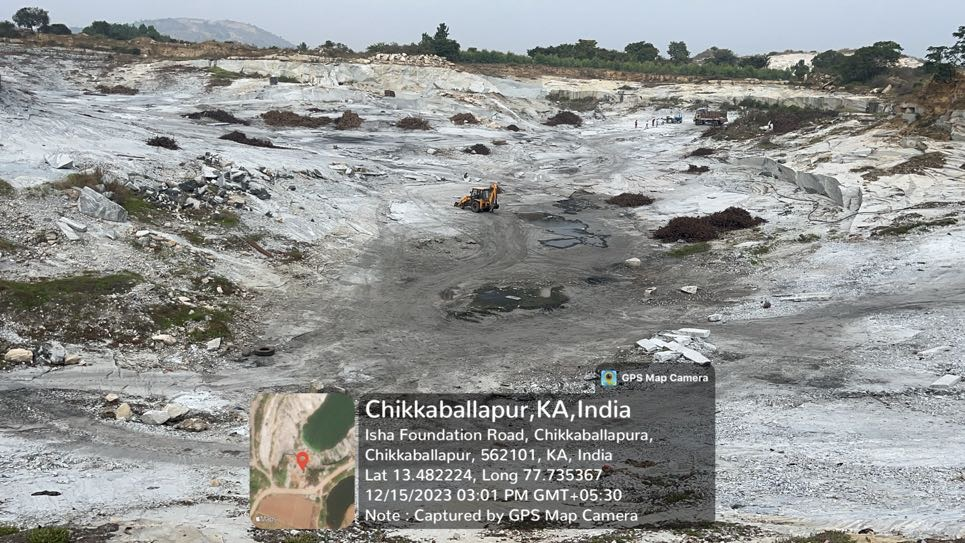 GPS Map Camera
Chikkaballapur,KA,India
Isha Foundation Road, Chikkaballapura,
Chikkaballapur, 562101, KA, India
Lat 13.482224, Long 77.735367
12/15/2023 03:01 PM GMT+05:30
Note : Captured by GPS Map Camera
Maps